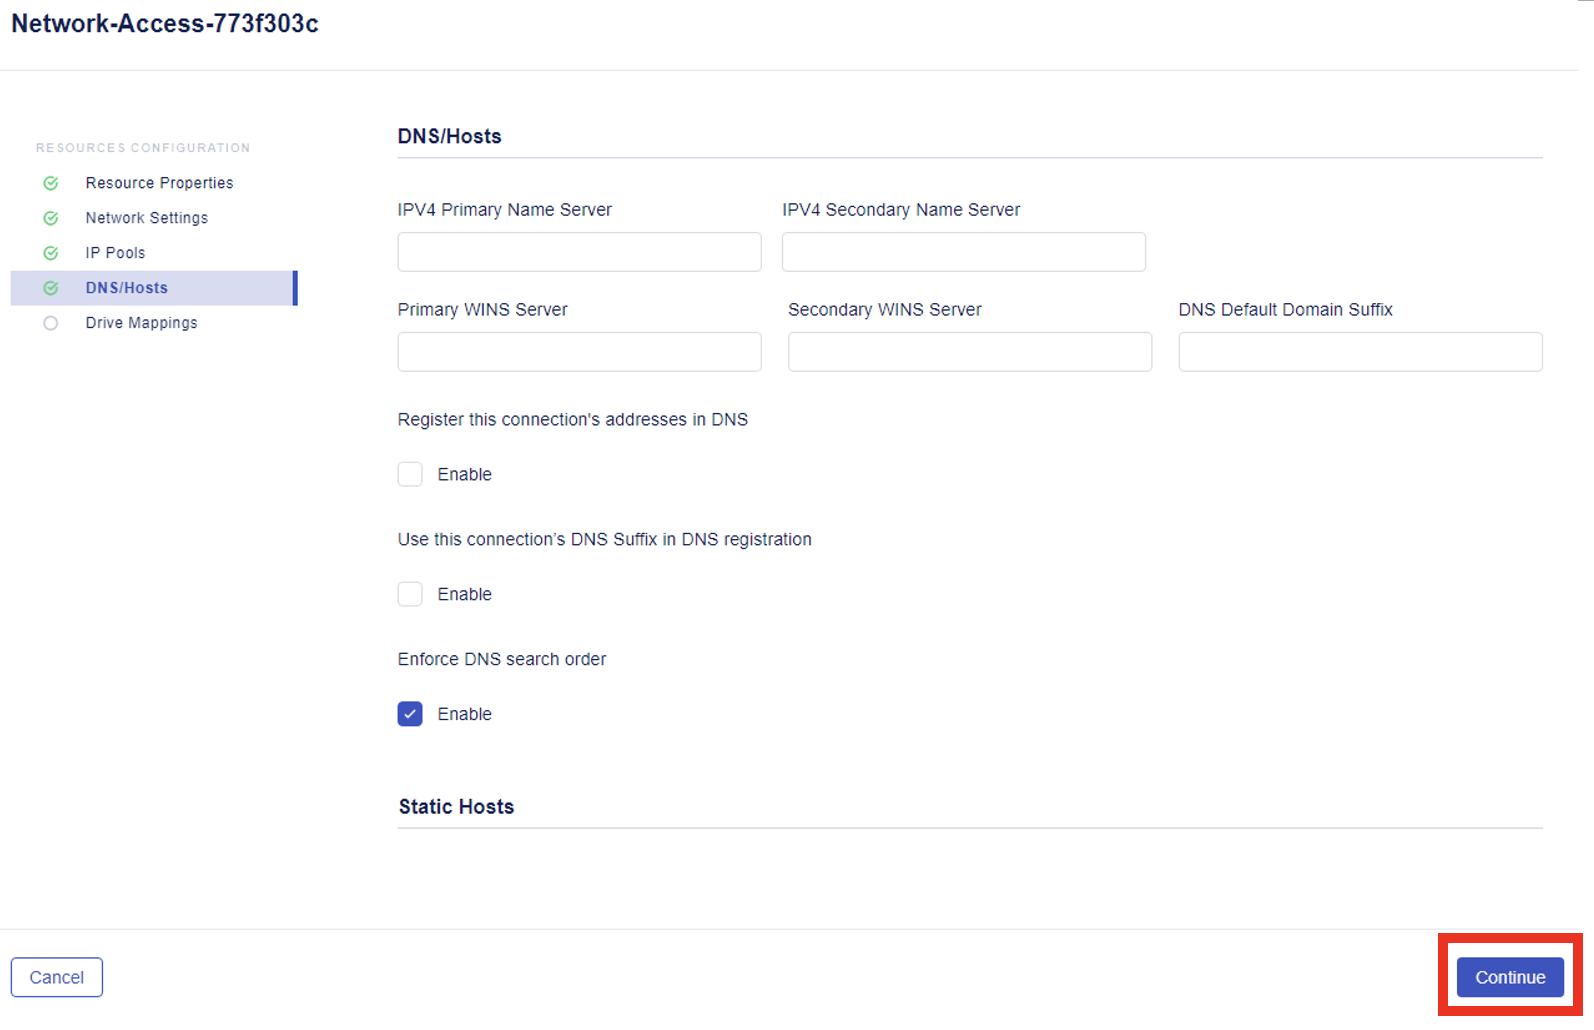 Network-Access-773f303c
RESOURCES CONFIGURATION
Resource Properties
Network Settings
IP Pools
DNS/Hosts
Drive Mappings
DNS/Hosts
IPV4 Primary Name Server
IPV4 Secondary Name Server
Primary WINS Server
Secondary WINS Server
DNS Default Domain Suffix
Register this connection's addresses in DNS
Enable
Use this connection’s DNS Suffix in DNS registration
Enable
Enforce DNS search order
Enable
Static Hosts
Cancel
Continue